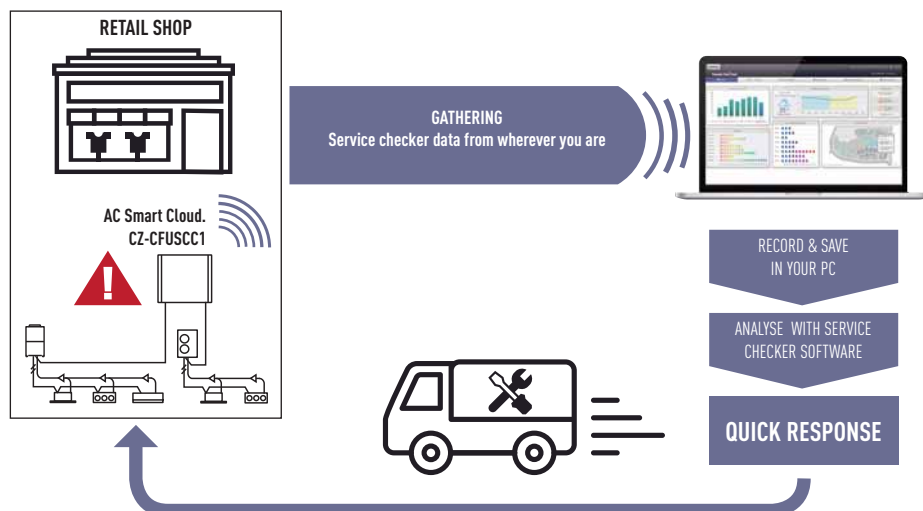 RETAIL SHOP
GATHERING
Service checker data from wherever you are
AC Smart Cloud.
CZ-CFUSCC1
!
RECORD & SAVE
IN YOUR PC
ANALYSE WITH SERVICE
CHECKER SOFTWARE
QUICK RESPONSE